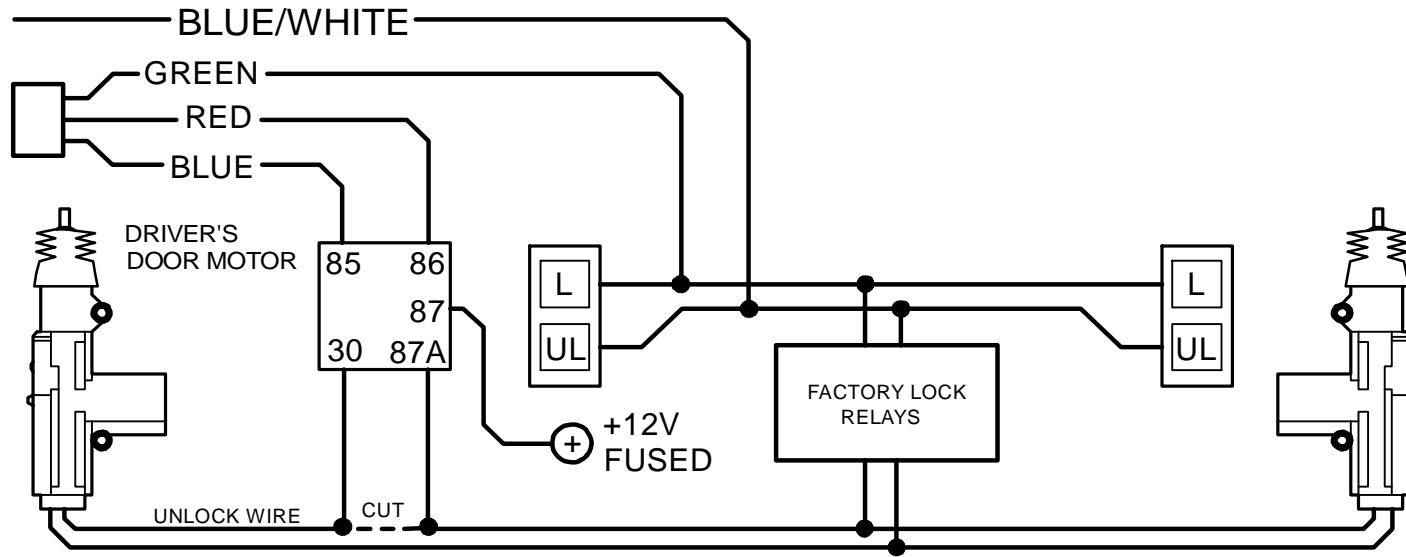 BLUE/WHITE
GREEN
RED
BLUE
DRIVER'S
DOOR MOTOR
85 86
87
30 87A
L
UL
L
UL
FACTORY LOCK
RELAYS
+
+12V
FUSED
UNLOCK WIRE
CUT